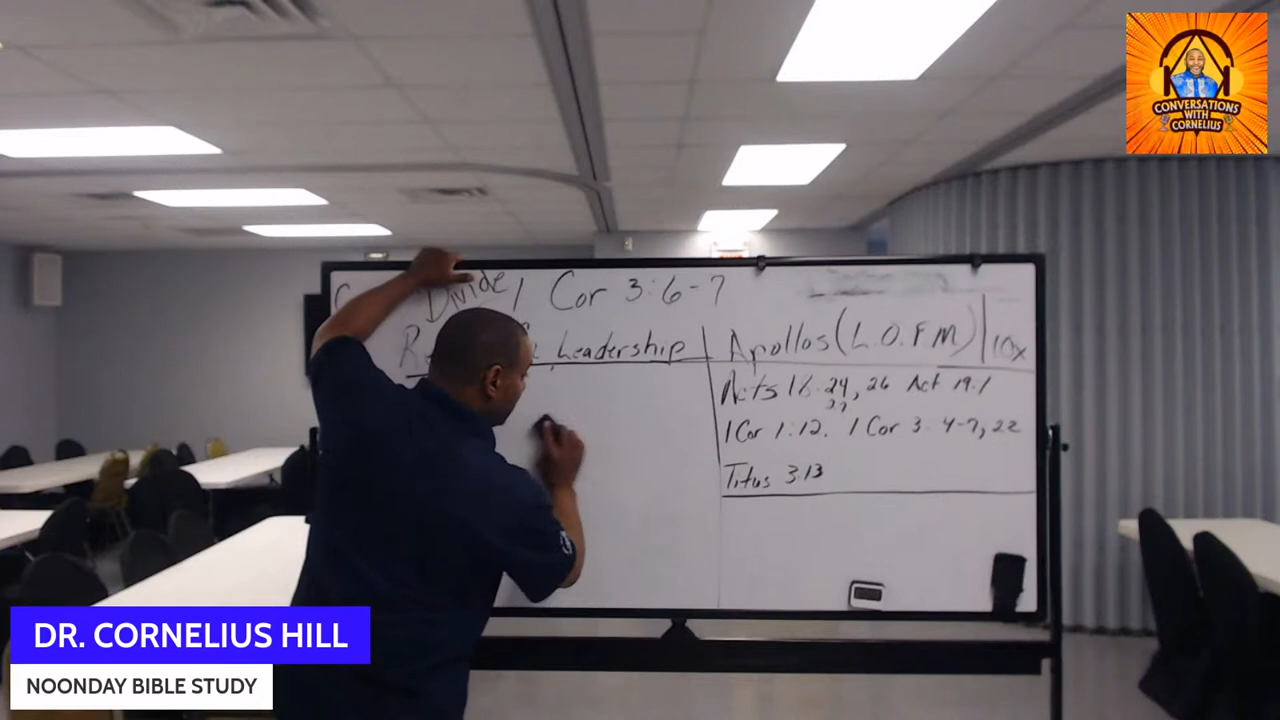 CONVERSATIONS
WITH
CORNELIUS
Divide
1 Cor 3:6-7
Leadership
Apollos (L.O.F M) 10x
Acts 18:24, 26 Act 19:1
27
1 Cor 1:12. 1 Cor 3: 4-7, 22
Titus 3:13
DR. CORNELIUS HILL
NOONDAY BIBLE STUDY